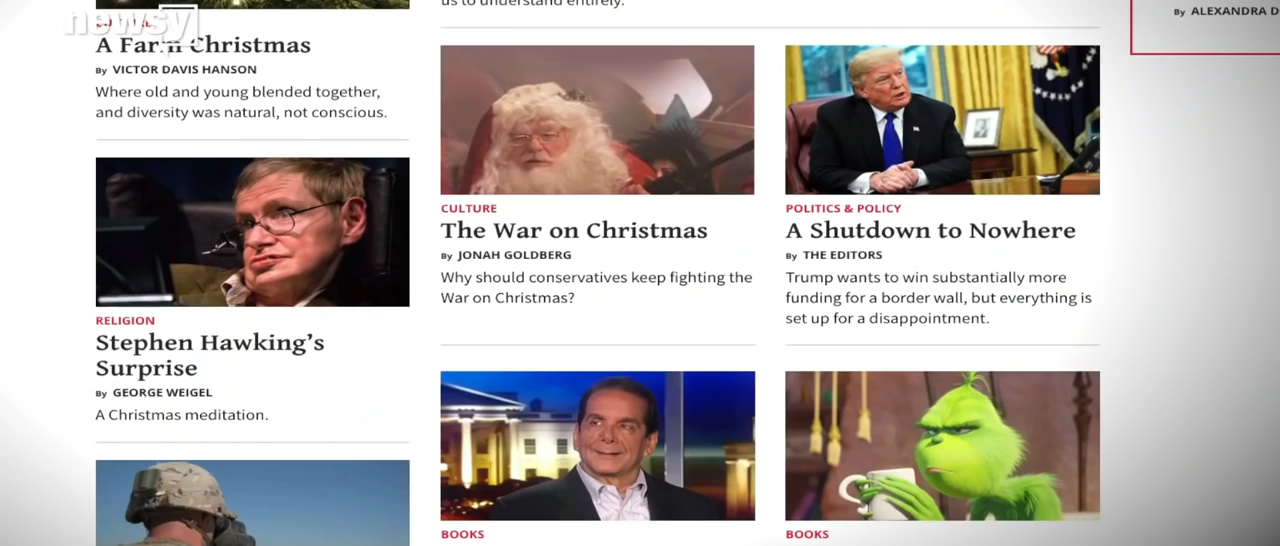 newsy
A Farm Christmas
By VICTOR DAVIS HANSON
Where old and young blended together,
and diversity was natural, not conscious.
RELIGION
Stephen Hawking's
Surprise
By GEORGE WEIGEL
A Christmas meditation.
us to understand entirely.
CULTURE
The War on Christmas
By JONAH GOLDBERG
Why should conservatives keep fighting the
War on Christmas?
BOOKS
POLITICS & POLICY
A Shutdown to Nowhere
By THE EDITORS
Trump wants to win substantially more
funding for a border wall, but everything is
set up for a disappointment.
BOOKS
By ALEXANDRA D